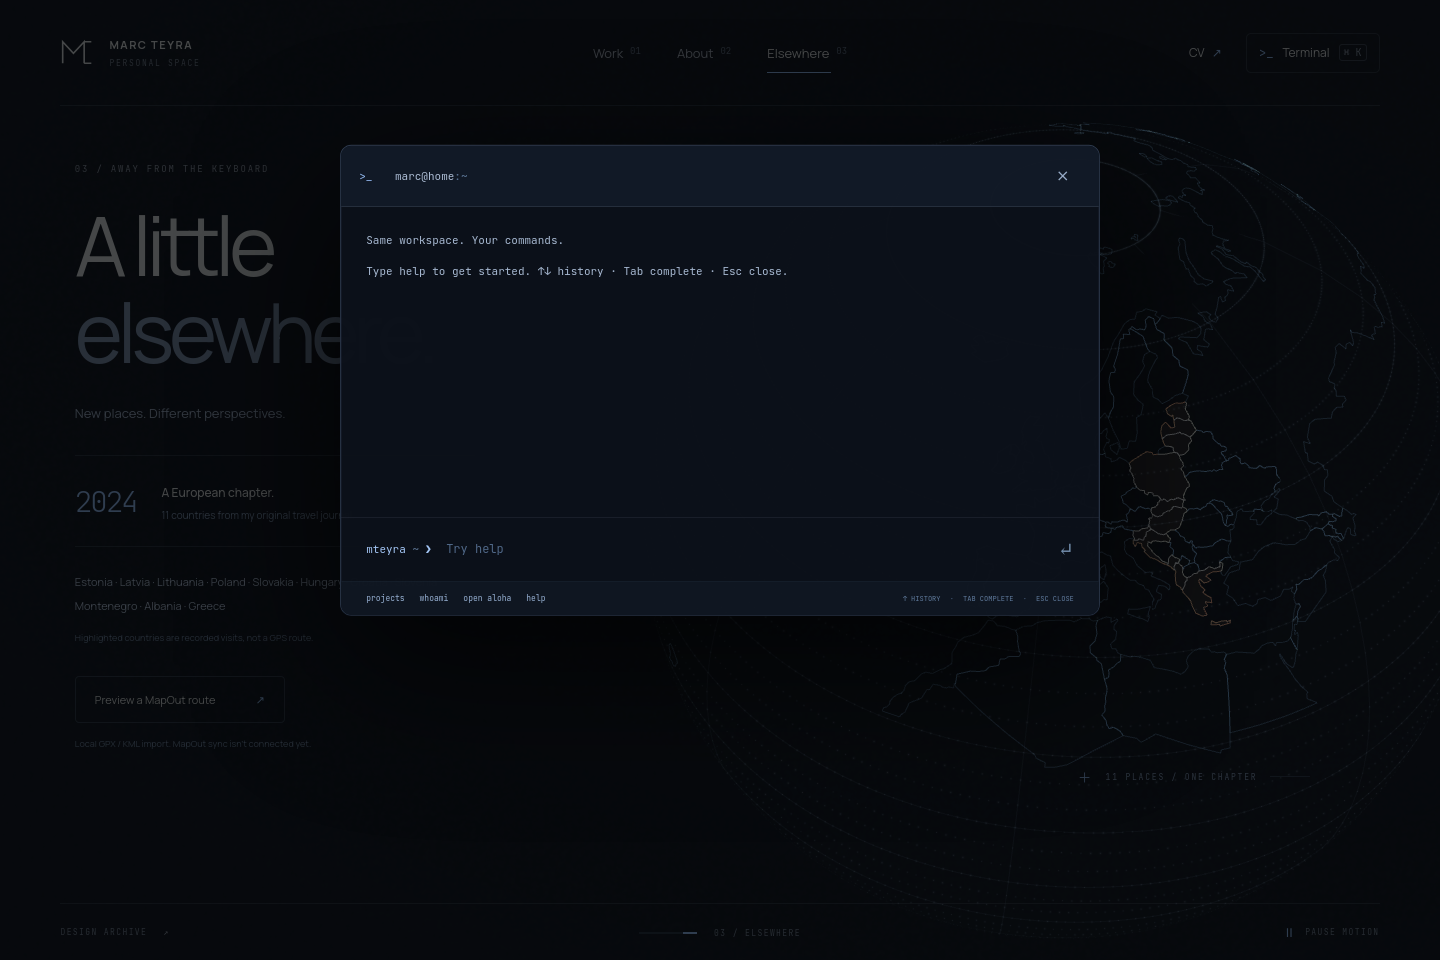 MARC TEYRA
PERSONAL SPACE
Work 01
About 02
Elsewhere 03
CV ↗
>_ Terminal ⌘ K
03 / AWAY FROM THE KEYBOARD
A little
elsewhere
New places. Different perspectives.
2024
A European chapter.
11 countries from my original travel
Estonia · Latvia · Lithuania · Poland · Slovakia ·
Montenegro · Albania · Greece
Highlighted countries are recorded visits, not a GPS route.
Preview a MapOut route ↗
Local GPX / KML import. MapOut sync isn't connected yet.
>_ marc@home:~
×
Same workspace. Your commands.
Type help to get started. ↑↓ history · Tab complete · Esc close.
mteyra ~ ❯ Try help
projects whoami open aloha help
↑ HISTORY · TAB COMPLETE · ESC CLOSE
11 PLACES / ONE CHAPTER
DESIGN ARCHIVE ↗
03 / ELSEWHERE
PAUSE MOTION